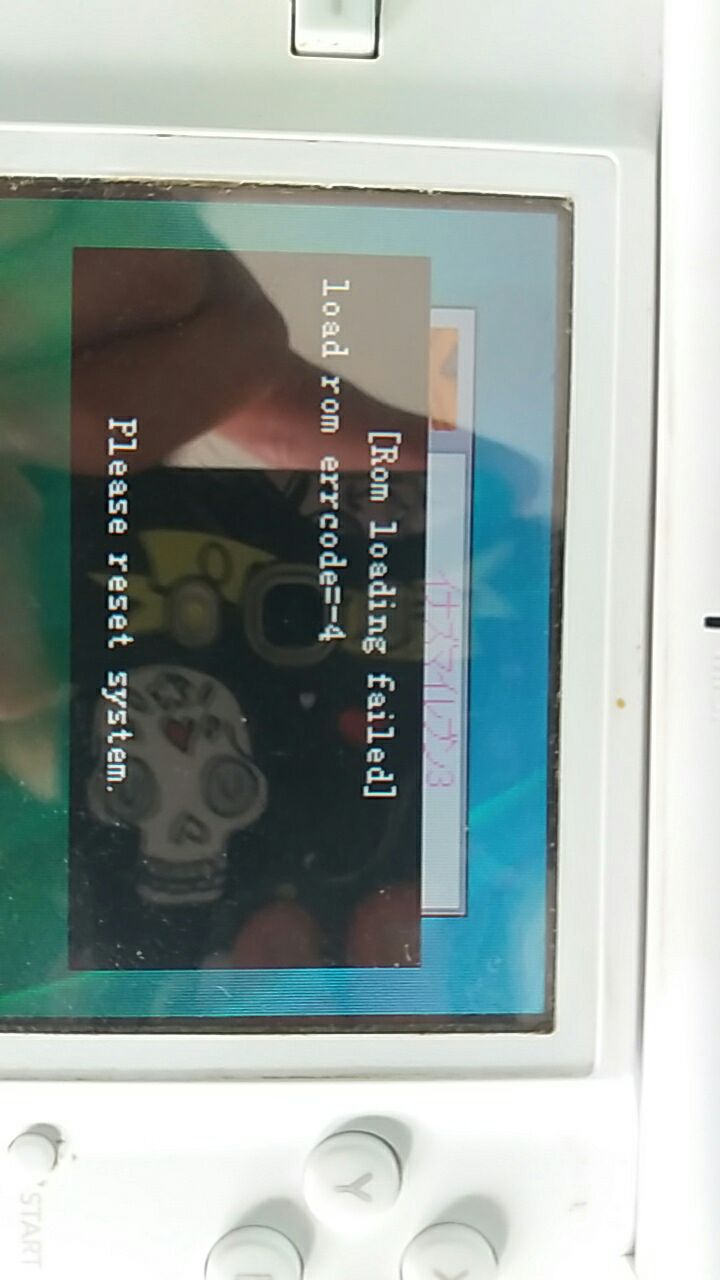 [Rom loading failed]
load rom errcode=-4
Please reset system.
Y
X
START